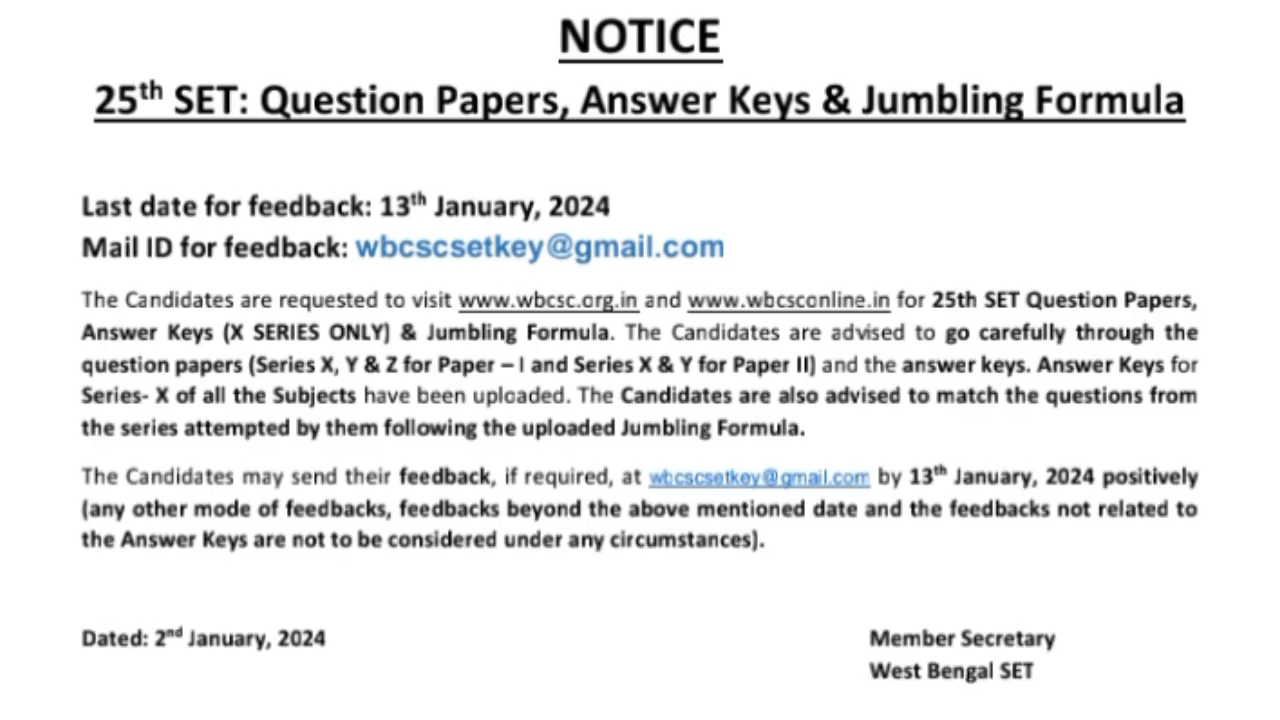 NOTICE
25th SET: Question Papers, Answer Keys & Jumbling Formula
Last date for feedback: 13th January, 2024
Mail ID for feedback: wbcscsetkey@gmail.com
The Candidates are requested to visit www.wbcsc.org.in and www.wbcsconline.in for 25th SET Question Papers,
Answer Keys (X SERIES ONLY) & Jumbling Formula. The Candidates are advised to go carefully through the
question papers (Series X, Y & Z for Paper – I and Series X & Y for Paper II) and the answer keys. Answer Keys for
Series- X of all the Subjects have been uploaded. The Candidates are also advised to match the questions from
the series attempted by them following the uploaded Jumbling Formula.
The Candidates may send their feedback, if required, at wbcscsetkey@gmail.com by 13th January, 2024 positively
(any other mode of feedbacks, feedbacks beyond the above mentioned date and the feedbacks not related to
the Answer Keys are not to be considered under any circumstances).
Dated: 2nd January, 2024
Member Secretary
West Bengal SET